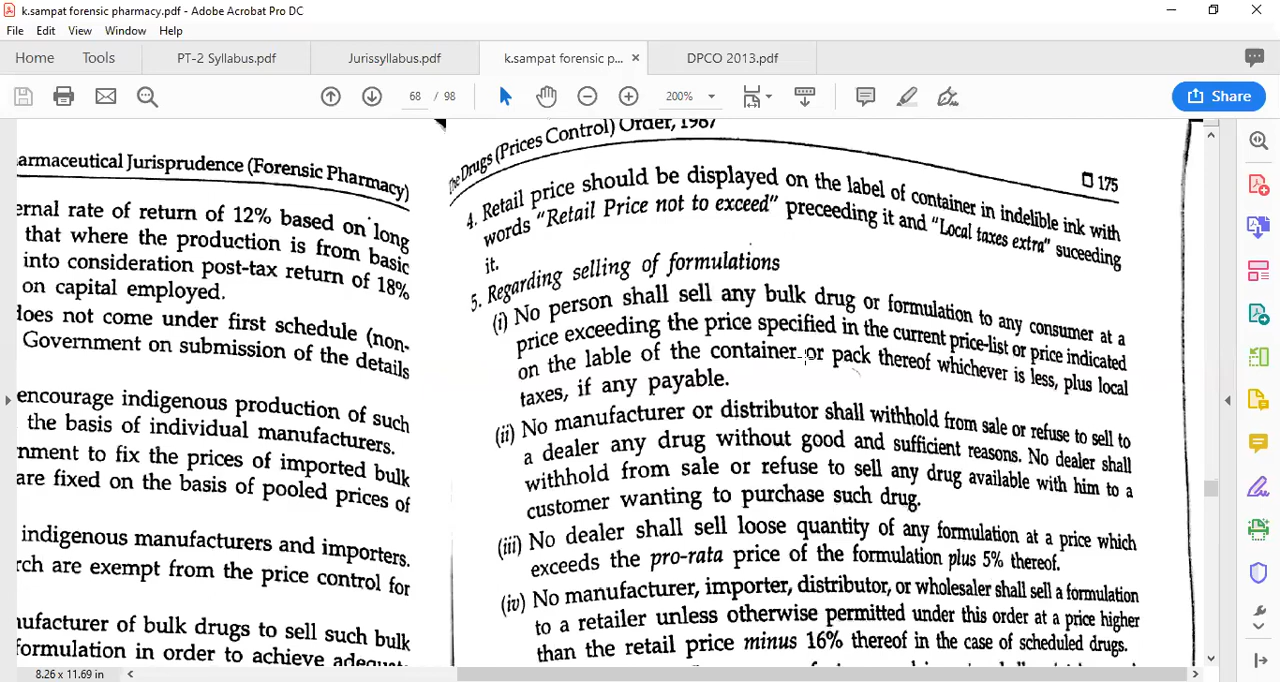 k.sampat forensic pharmacy.pdf - Adobe Acrobat Pro DC
File Edit View Window Help
Home Tools PT-2 Syllabus.pdf Jurissyllabus.pdf k.sampat forensic p... × DPCO 2013.pdf
68 / 98 200% Share
armaceutical Jurisprudence (Forensic Pharmacy)
ernal rate of return of 12% based on long
that where the production is from basic
into consideration post-tax return of 18%
on capital employed.
does not come under first schedule (non-
Government on submission of the details
encourage indigenous production of such
the basis of individual manufacturers.
nment to fix the prices of imported bulk
are fixed on the basis of pooled prices of
indigenous manufacturers and importers.
rch are exempt from the price control for
nufacturer of bulk drugs to sell such bulk
formulation in order to achieve adequat
The Drugs (Prices Control) Order, 1987
175
4. Retail price should be displayed on the label of container in indelible ink with
words "Retail Price not to exceed" preceeding it and "Local taxes extra" suceeding
it.
5. Regarding selling of formulations
(i) No person shall sell any bulk drug or formulation to any consumer at a
price exceeding the price specified in the current price-list or price indicated
on the lable of the container or pack thereof whichever is less, plus local
taxes, if any payable.
(ii) No manufacturer or distributor shall withhold from sale or refuse to sell to
a dealer any drug without good and sufficient reasons. No dealer shall
withhold from sale or refuse to sell any drug available with him to a
customer wanting to purchase such drug.
(iii) No dealer shall sell loose quantity of any formulation at a price which
exceeds the pro-rata price of the formulation plus 5% thereof.
(iv) No manufacturer, importer, distributor, or wholesaler shall sell a formulation
to a retailer unless otherwise permitted under this order at a price higher
than the retail price minus 16% thereof in the case of scheduled drugs.
8.26 x 11.69 in